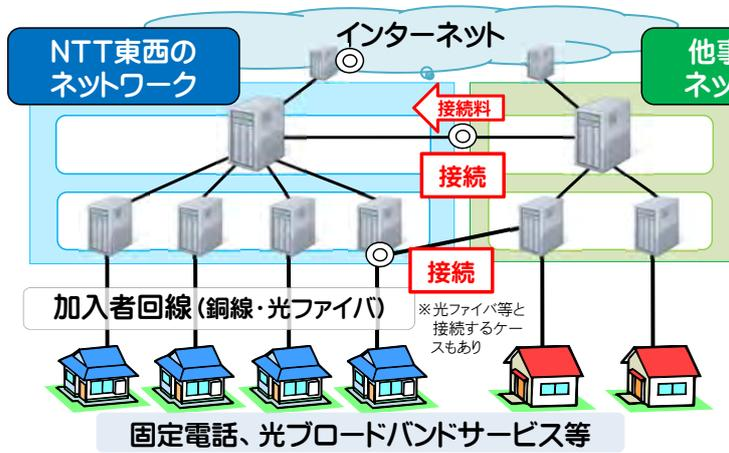 インターネット
NTT東西の
ネットワーク
他事
ネッ
接続料
接続
接続
加入者回線(銅線・光ファイバ)
※光ファイバ等と
接続するケー
スもあり
固定電話、光ブロードバンドサービス等